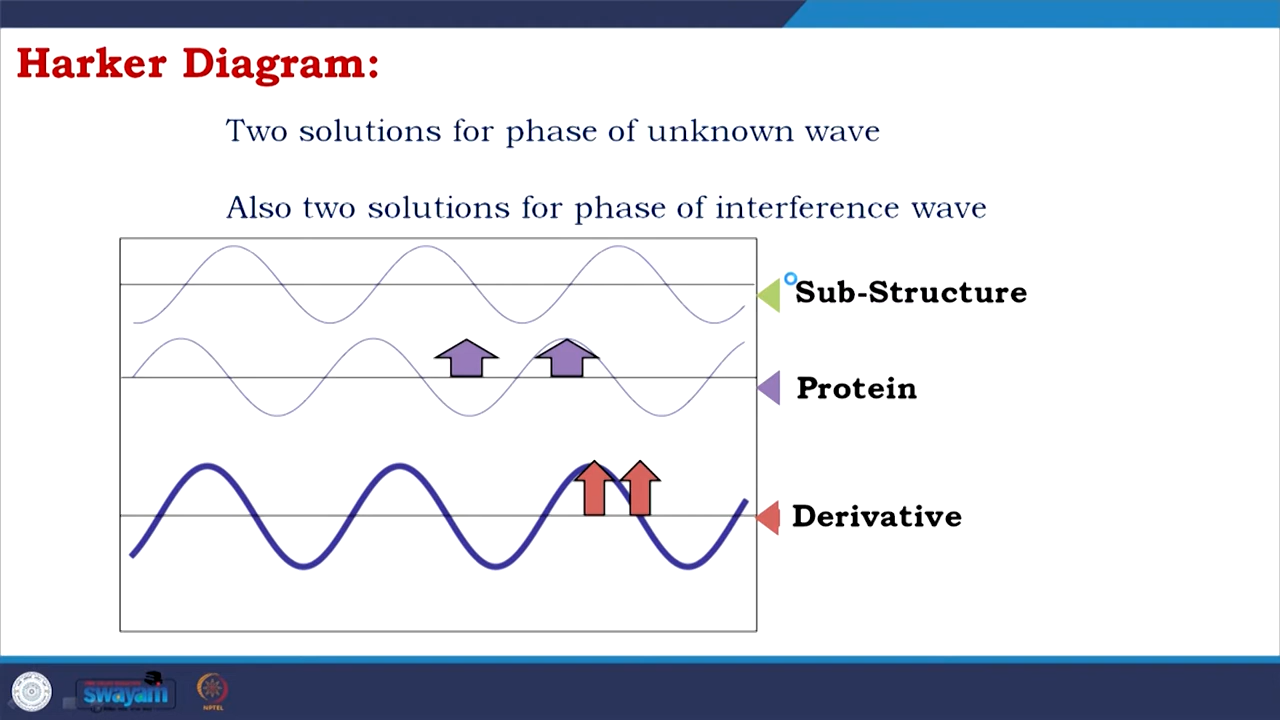 Harker Diagram:
Two solutions for phase of unknown wave
Also two solutions for phase of interference wave
Sub-Structure
Protein
Derivative
swayam
NPTEL